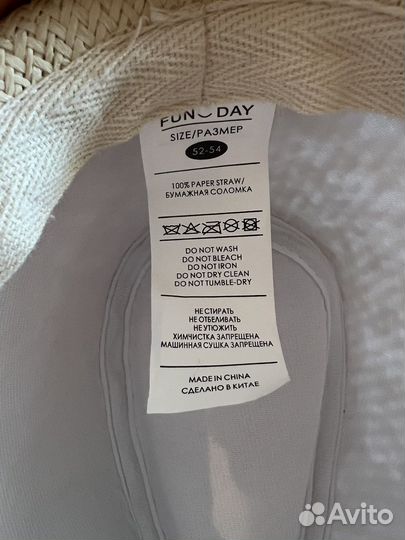 FUN DAY
SIZE/РАЗМЕР
52-54
100% PAPER STRAW/
БУМАЖНАЯ СОЛОМКА
DO NOT WASH
DO NOT BLEACH
DO NOT IRON
DO NOT DRY CLEAN
DO NOT TUMBLE-DRY
НЕ СТИРАТЬ
НЕ ОТБЕЛИВАТЬ
НЕ УТЮЖИТЬ
ХИМЧИСТКА ЗАПРЕЩЕНА
МАШИННАЯ СУШКА ЗАПРЕЩЕНА
MADE IN CHINA
СДЕЛАНО В КИТАЕ
Avito